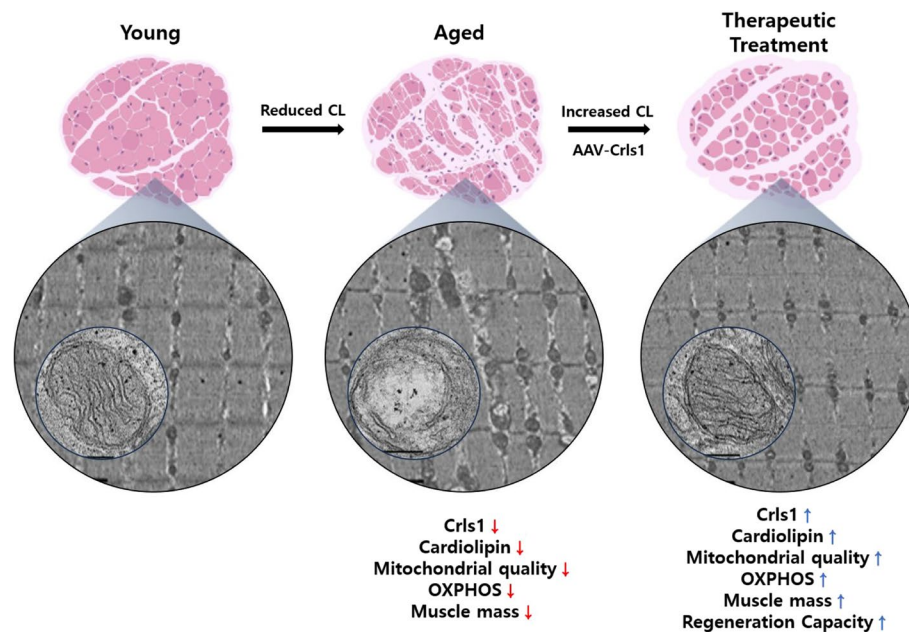 Young
Aged
Therapeutic
Treatment
Reduced CL
Increased CL
AAV-Crls1
Crls1 ↓
Cardiolipin ↓
Mitochondrial quality ↓
OXPHOS ↓
Muscle mass ↓
Crls1 ↑
Cardiolipin ↑
Mitochondrial quality ↑
OXPHOS ↑
Muscle mass ↑
Regeneration Capacity ↑